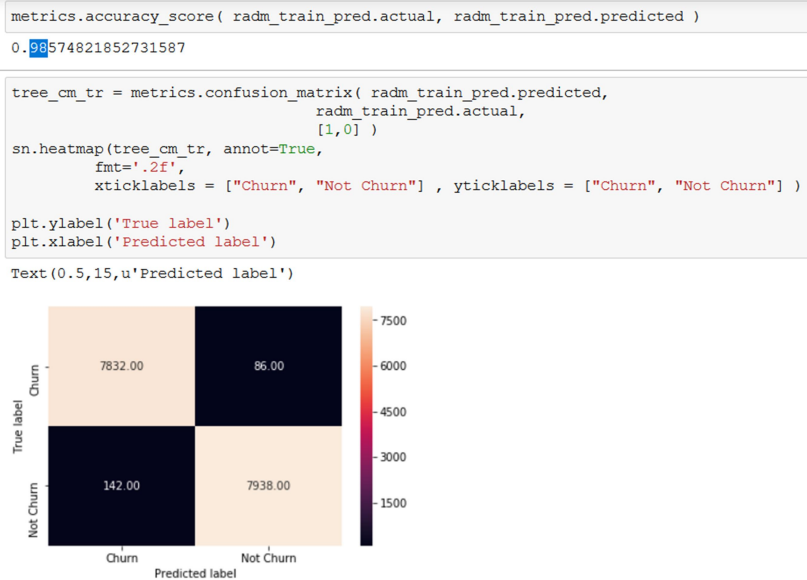 metrics.accuracy_score( radm_train_pred.actual, radm_train_pred.predicted )
0.98574821852731587
tree_cm_tr = metrics.confusion_matrix( radm_train_pred.predicted,
radm_train_pred.actual,
[1,0] )
sn.heatmap(tree_cm_tr, annot=True,
fmt='.2f',
xticklabels = ["Churn", "Not Churn"] , yticklabels = ["Churn", "Not Churn"] )
plt.ylabel('True label')
plt.xlabel('Predicted label')
Text(0.5,15,u'Predicted label')
True label
Churn
Not Churn
7832.00
86.00
142.00
7938.00
Churn
Not Churn
Predicted label
7500
6000
4500
3000
1500